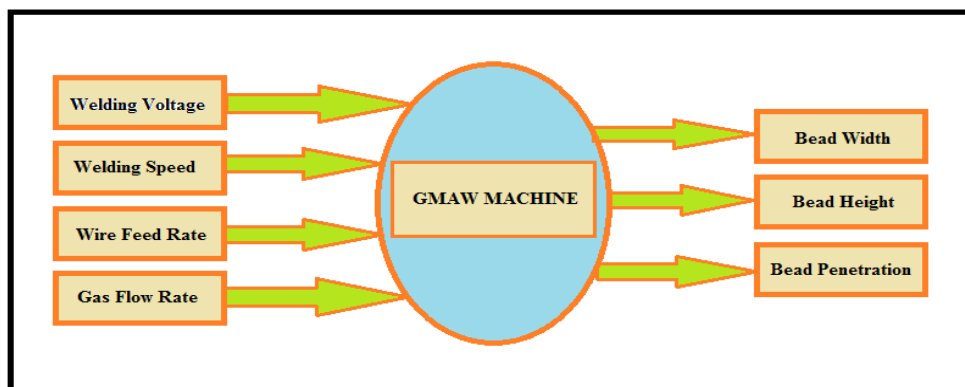 Welding Voltage
Welding Speed
Wire Feed Rate
Gas Flow Rate
GMAW MACHINE
Bead Width
Bead Height
Bead Penetration